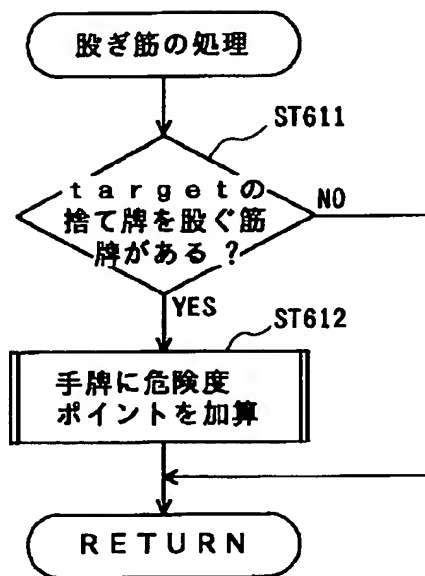 股ぎ筋の処理
ST611
targetの
捨て牌を股ぐ筋
牌がある?
NO
YES
ST612
手牌に危険度
ポイントを加算
RETURN